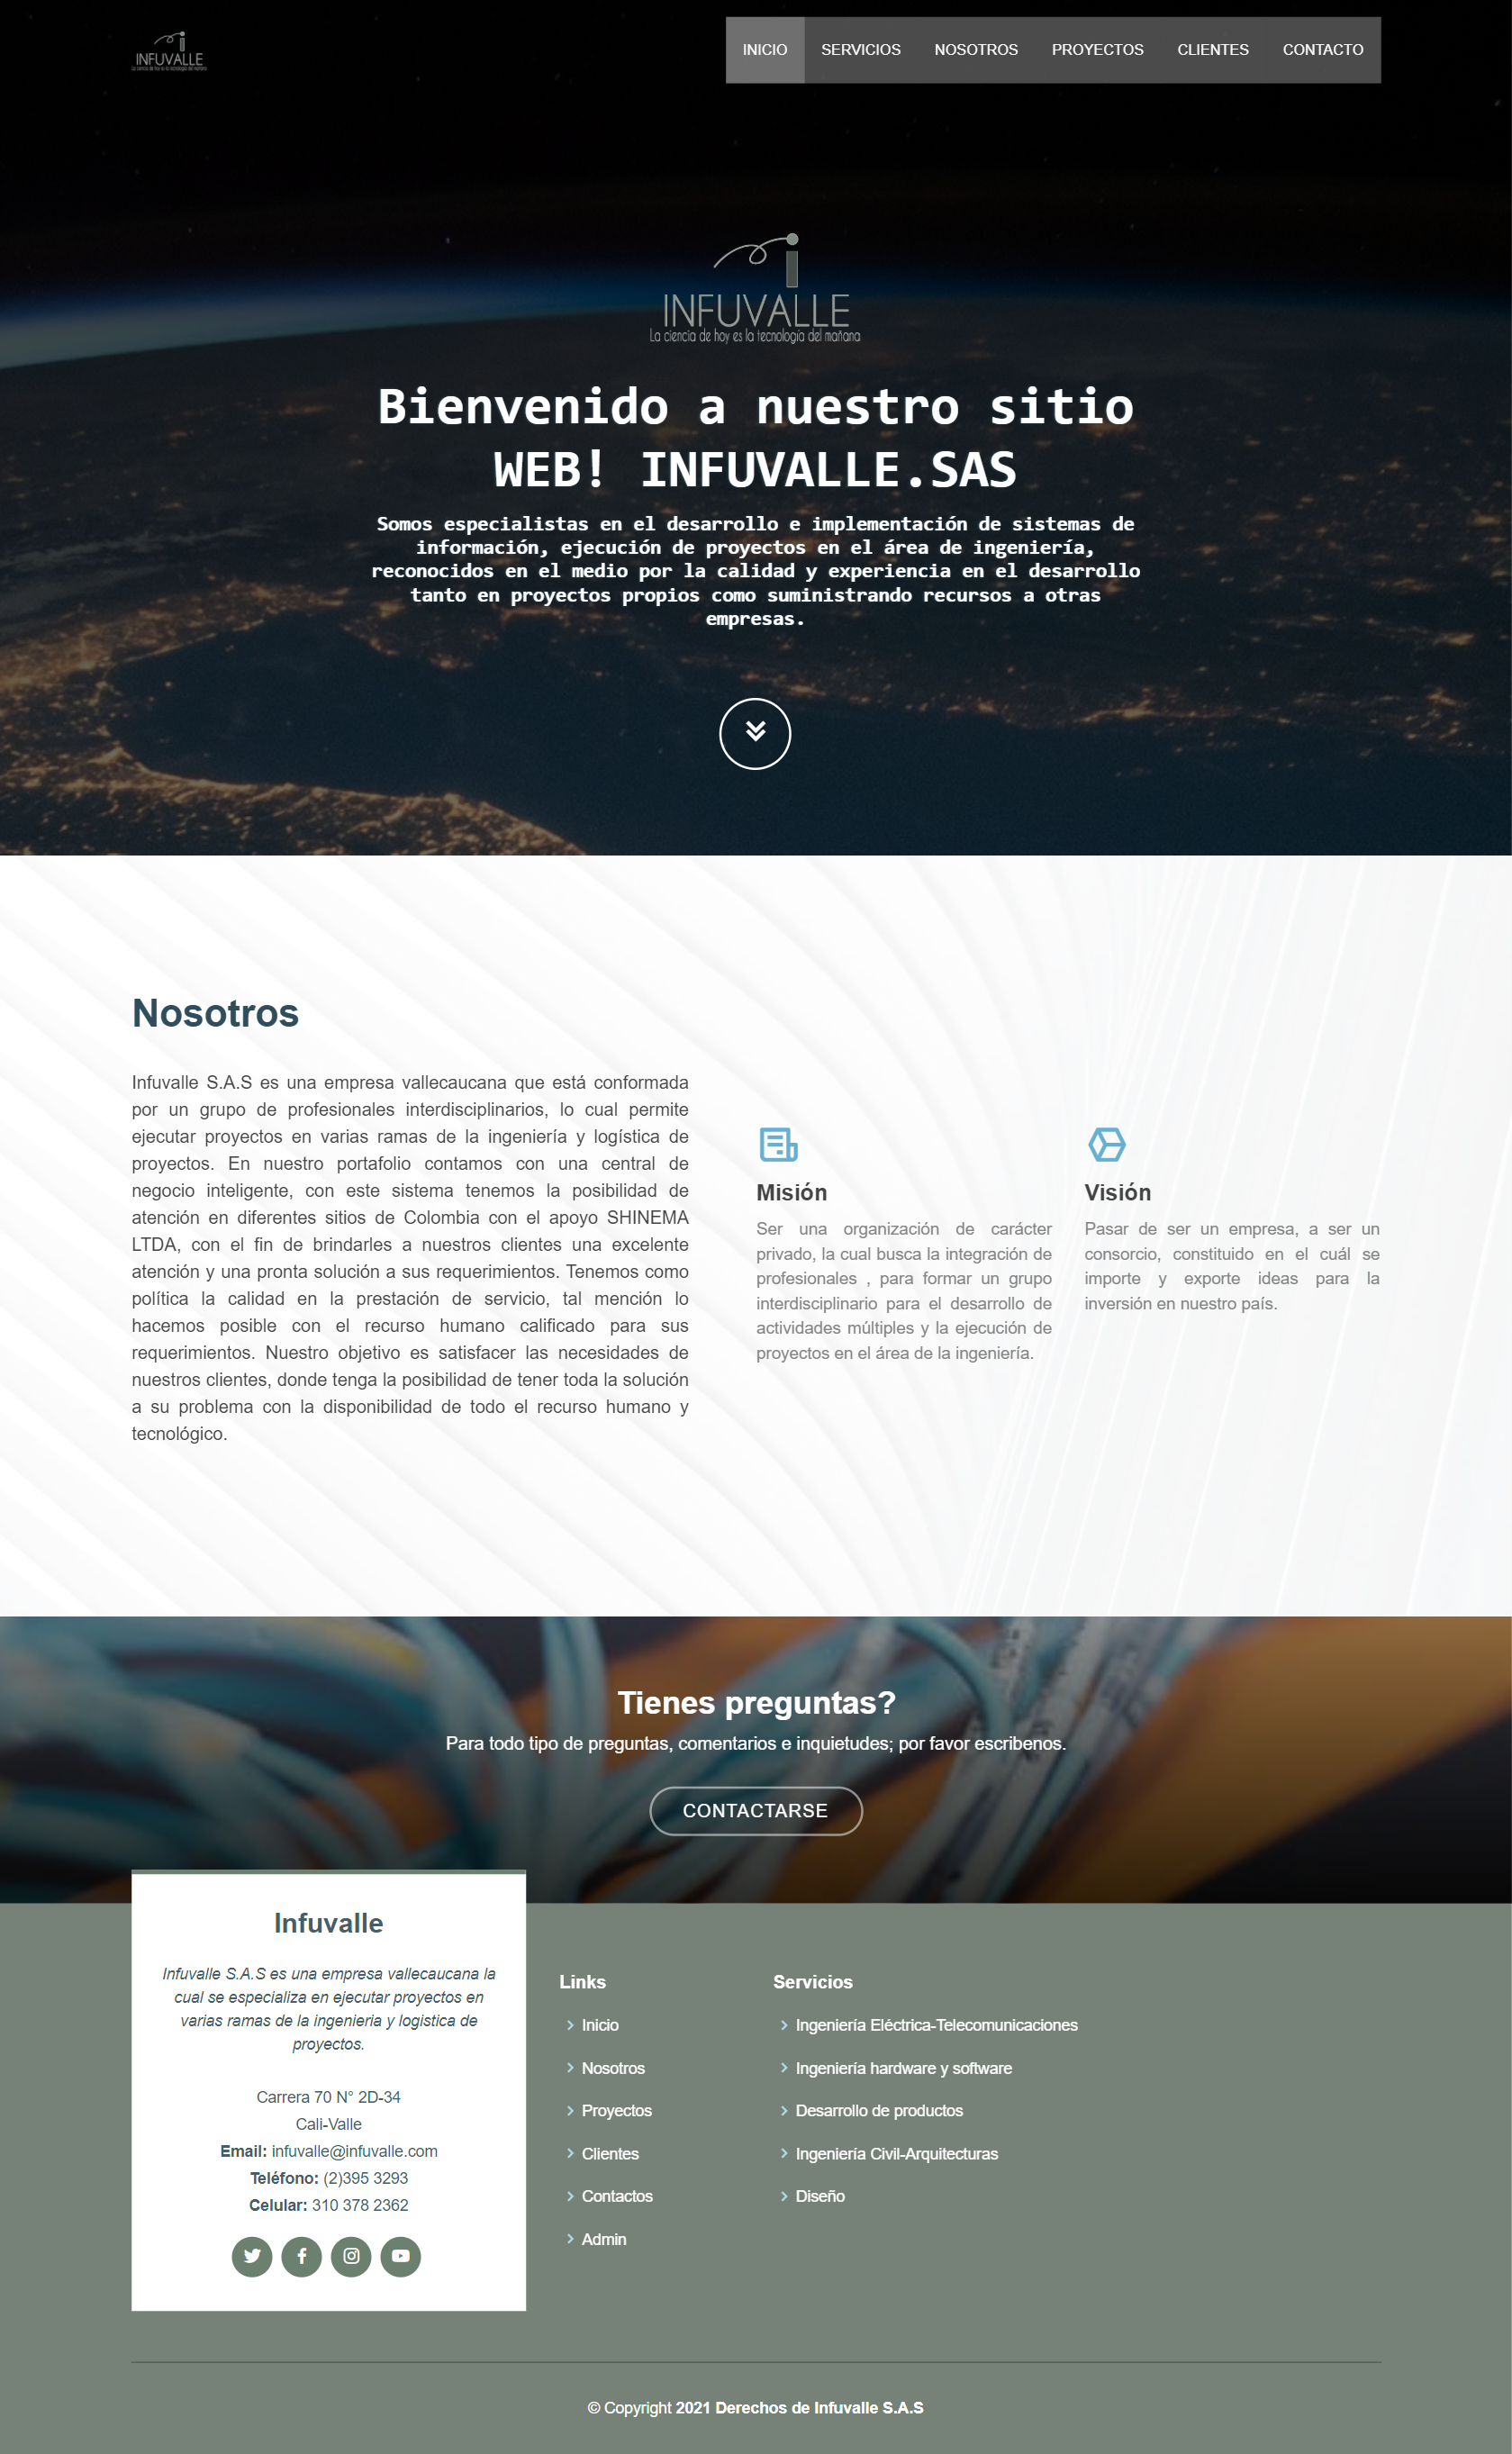 INFUVALLE
La ciencia de hoy es la tecnología del mañana
INICIO SERVICIOS NOSOTROS PROYECTOS CLIENTES CONTACTO
INFUVALLE
La ciencia de hoy es la tecnología del mañana
Bienvenido a nuestro sitio
WEB! INFUVALLE.SAS
Somos especialistas en el desarrollo e implementación de sistemas de
información, ejecución de proyectos en el área de ingeniería,
reconocidos en el medio por la calidad y experiencia en el desarrollo
tanto en proyectos propios como suministrando recursos a otras
empresas.
Nosotros
Infuvalle S.A.S es una empresa vallecaucana que está conformada
por un grupo de profesionales interdisciplinarios, lo cual permite
ejecutar proyectos en varias ramas de la ingeniería y logística de
proyectos. En nuestro portafolio contamos con una central de
negocio inteligente, con este sistema tenemos la posibilidad de
atención en diferentes sitios de Colombia con el apoyo SHINEMA
LTDA, con el fin de brindarles a nuestros clientes una excelente
atención y una pronta solución a sus requerimientos. Tenemos como
política la calidad en la prestación de servicio, tal mención lo
hacemos posible con el recurso humano calificado para sus
requerimientos. Nuestro objetivo es satisfacer las necesidades de
nuestros clientes, donde tenga la posibilidad de tener toda la solución
a su problema con la disponibilidad de todo el recurso humano y
tecnológico.
Misión
Ser una organización de carácter
privado, la cual busca la integración de
profesionales , para formar un grupo
interdisciplinario para el desarrollo de
actividades múltiples y la ejecución de
proyectos en el área de la ingeniería.
Visión
Pasar de ser un empresa, a ser un
consorcio, constituido en el cuál se
importe y exporte ideas para la
inversión en nuestro país.
Tienes preguntas?
Para todo tipo de preguntas, comentarios e inquietudes; por favor escribenos.
CONTACTARSE
Infuvalle
Infuvalle S.A.S es una empresa vallecaucana la
cual se especializa en ejecutar proyectos en
varias ramas de la ingenieria y logistica de
proyectos.
Carrera 70 N° 2D-34
Cali-Valle
Email: infuvalle@infuvalle.com
Teléfono: (2)395 3293
Celular: 310 378 2362
Links
Inicio
Nosotros
Proyectos
Clientes
Contactos
Admin
Servicios
Ingeniería Eléctrica-Telecomunicaciones
Ingeniería hardware y software
Desarrollo de productos
Ingeniería Civil-Arquitecturas
Diseño
© Copyright 2021 Derechos de Infuvalle S.A.S